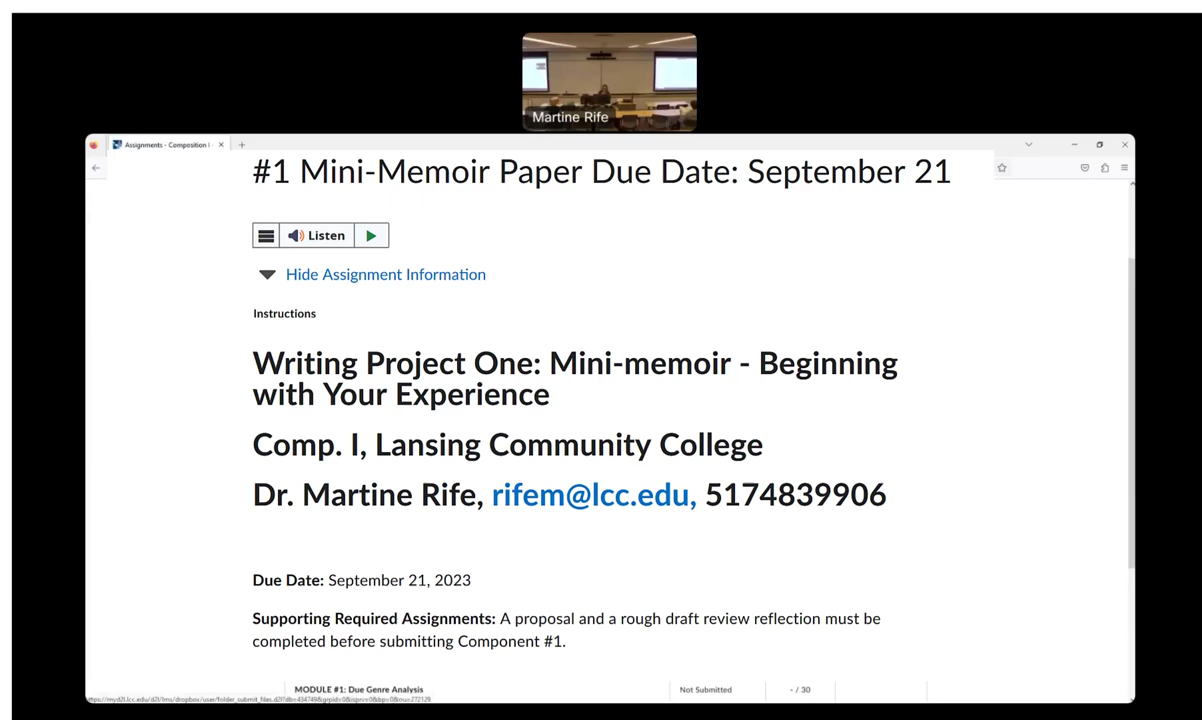 Martine Rife
Assignments - Composition I -
#1 Mini-Memoir Paper Due Date: September 21
Listen
Hide Assignment Information
Instructions
Writing Project One: Mini-memoir - Beginning
with Your Experience
Comp. I, Lansing Community College
Dr. Martine Rife, rifem@lcc.edu, 5174839906
Due Date: September 21, 2023
Supporting Required Assignments: A proposal and a rough draft review reflection must be
completed before submitting Component #1.
MODULE #1: Due Genre Analysis Not Submitted - / 30